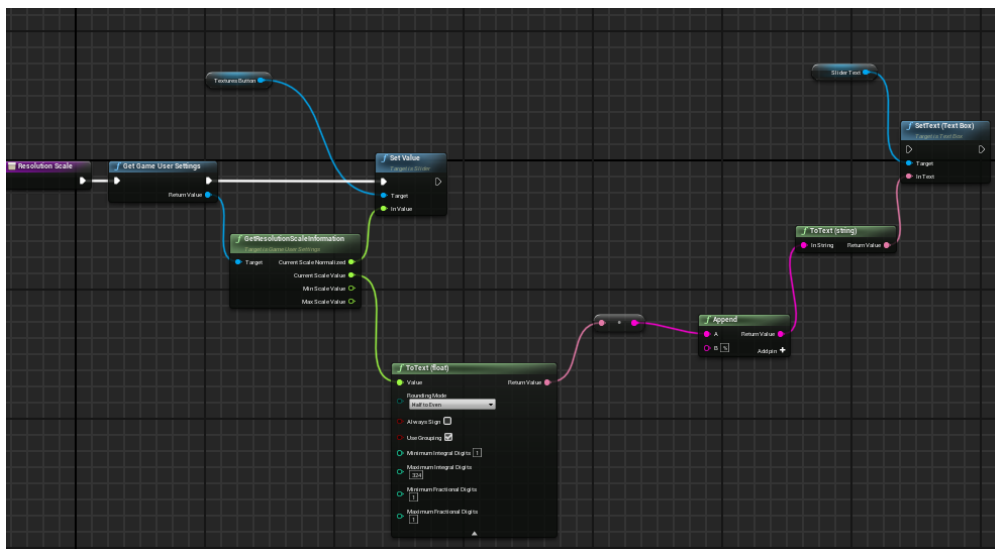 Textures Button
Slider Text
SetText (Text Box)
Target is Text Box
Target
In Text
Resolution Scale
Get Game User Settings
Return Value
Set Value
Target is Slider
Target
In Value
GetResolutionScaleInformation
Target is Game User Settings
Target
Current Scale Normalized
Current Scale Value
Min Scale Value
Max Scale Value
ToText (string)
In String Return Value
Append
A Return Value
B %
Add pin +
ToText (float)
Value Return Value
Rounding Mode
Half to Even
Always Sign
Use Grouping
Minimum Integral Digits 1
Maximum Integral Digits
324
Minimum Fractional Digits
1
Maximum Fractional Digits
1